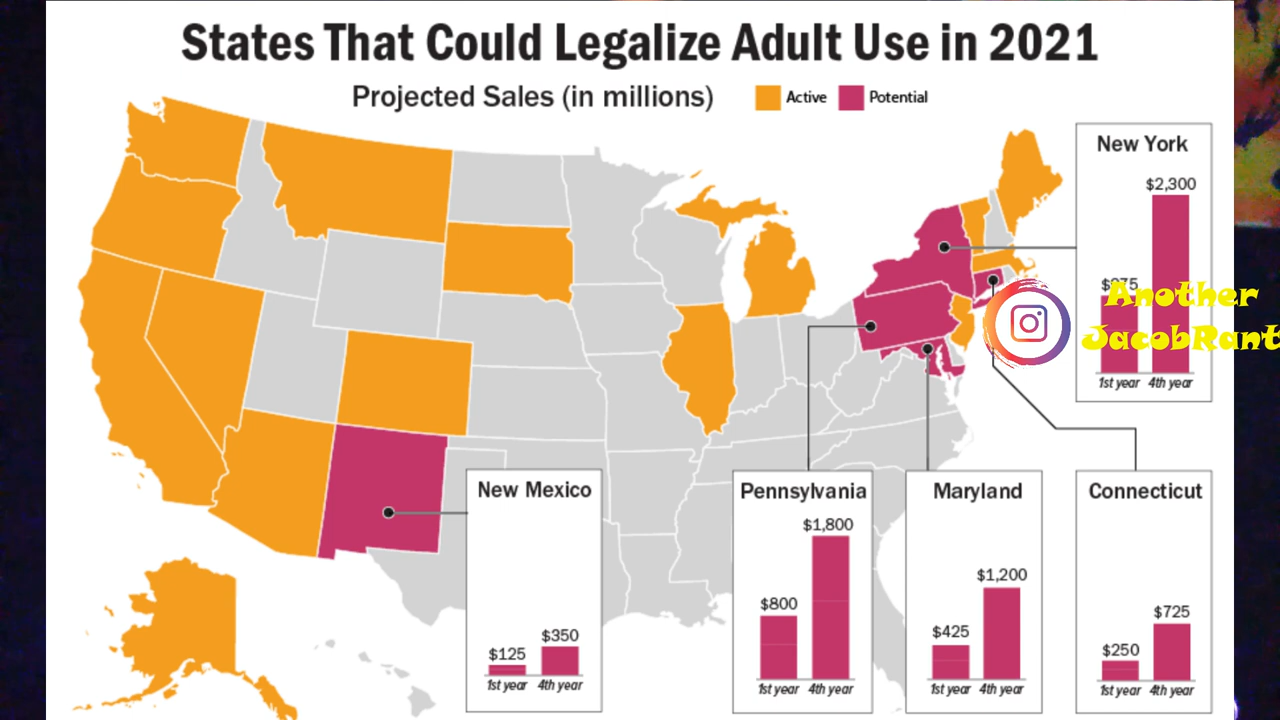 States That Could Legalize Adult Use in 2021
Projected Sales (in millions)
Active
Potential
New York
$2,300
1st year
4th year
Another
JacobRant
New Mexico
$125
$350
1st year
4th year
Pennsylvania
$800
$1,800
1st year
4th year
Maryland
$425
$1,200
1st year
4th year
Connecticut
$250
$725
1st year
4th year